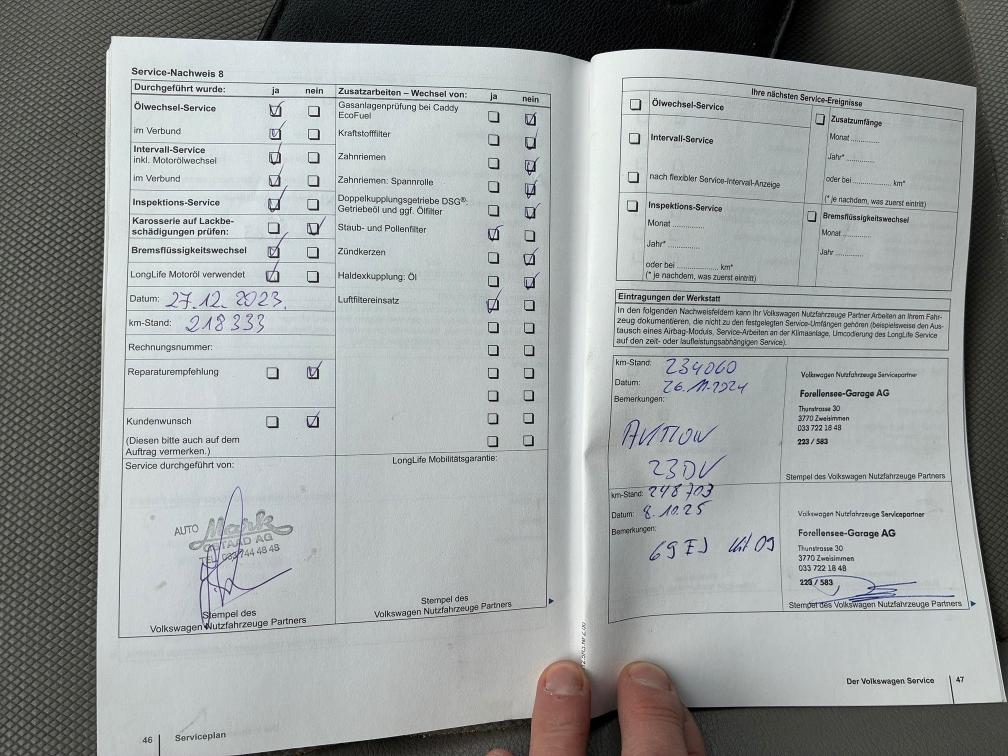 Service-Nachweis 8
Durchgeführt wurde: ja nein
Ölwechsel-Service
im Verbund
Intervall-Service
inkl. Motorölwechsel
im Verbund
Inspektions-Service
Karosserie auf Lackbe-
schädigungen prüfen:
Bremsflüssigkeitswechsel
LongLife Motoröl verwendet
Datum: 27.12.2023.
km-Stand: 218333
Rechnungsnummer:
Reparaturempfehlung
Kundenwunsch
(Diesen bitte auch auf dem
Auftrag vermerken.)
Service durchgeführt von:
AUTO Mark
GSTAAD AG
TEL. 033/744 48 48
Stempel des
Volkswagen Nutzfahrzeuge Partners
Zusatzarbeiten – Wechsel von: ja nein
Gasanlagenprüfung bei Caddy
EcoFuel
Kraftstofffilter
Zahnriemen
Zahnriemen: Spannrolle
Doppelkupplungsgetriebe DSG®:
Getriebeöl und ggf. Ölfilter
Staub- und Pollenfilter
Zündkerzen
Haldexkupplung: Öl
Luftfiltereinsatz
LongLife Mobilitätsgarantie:
Stempel des
Volkswagen Nutzfahrzeuge Partners
46 Serviceplan
Ihre nächsten Service-Ereignisse
Ölwechsel-Service
Intervall-Service
nach flexibler Service-Intervall-Anzeige
Inspektions-Service
Monat
Jahr*
oder bei km*
(* je nachdem, was zuerst eintritt)
Zusatzumfänge
Monat
Jahr*
oder bei km*
(* je nachdem, was zuerst eintritt)
Bremsflüssigkeitswechsel
Monat
Jahr
Eintragungen der Werkstatt
In den folgenden Nachweisfeldern kann Ihr Volkswagen Nutzfahrzeuge Partner Arbeiten an Ihrem Fahr-
zeug dokumentieren, die nicht zu den festgelegten Service-Umfängen gehören (beispielsweise den Aus-
tausch eines Airbag-Moduls, Service-Arbeiten an der Klimaanlage, Umcodierung des LongLife Service
auf den zeit- oder laufleistungsabhängigen Service).
km-Stand: 234060
Datum: 26.11.2024
Bemerkungen:
23DV
Volkswagen Nutzfahrzeuge Servicepartner
Forellensee-Garage AG
Thunstrasse 30
3770 Zweisimmen
033 722 18 48
223 / 583
Stempel des Volkswagen Nutzfahrzeuge Partners
km-Stand: 248703
Datum: 8.10.25
Bemerkungen:
69EJ
Volkswagen Nutzfahrzeuge Servicepartner
Forellensee-Garage AG
Thunstrasse 30
3770 Zweisimmen
033 722 18 48
223 / 583
Stempel des Volkswagen Nutzfahrzeuge Partners
Der Volkswagen Service 47